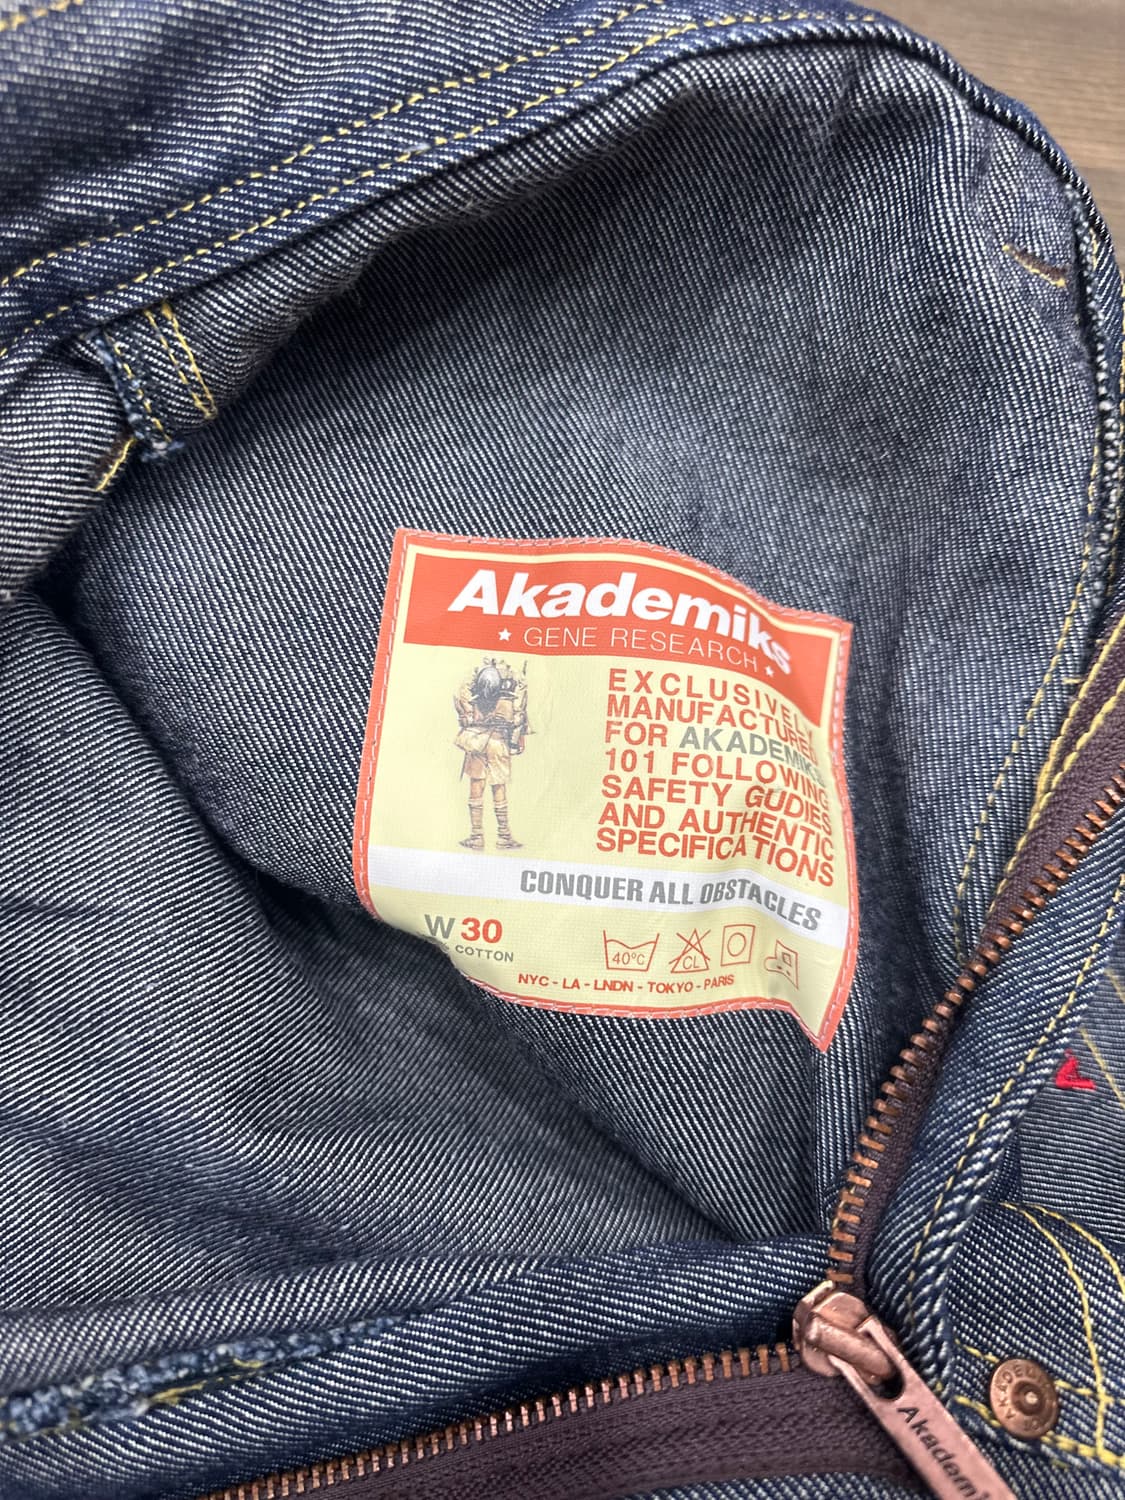 Akademiks
GENE RESEARCH
EXCLUSIVELY
MANUFACTURED
FOR AKADEMIKS
101 FOLLOWING
SAFETY GUDIES
AND AUTHENTIC
SPECIFICATIONS
CONQUER ALL OBSTACLES
W 30
% COTTON
40°C
CL
NYC - LA - LNDN - TOKYO - PARIS
Akademi